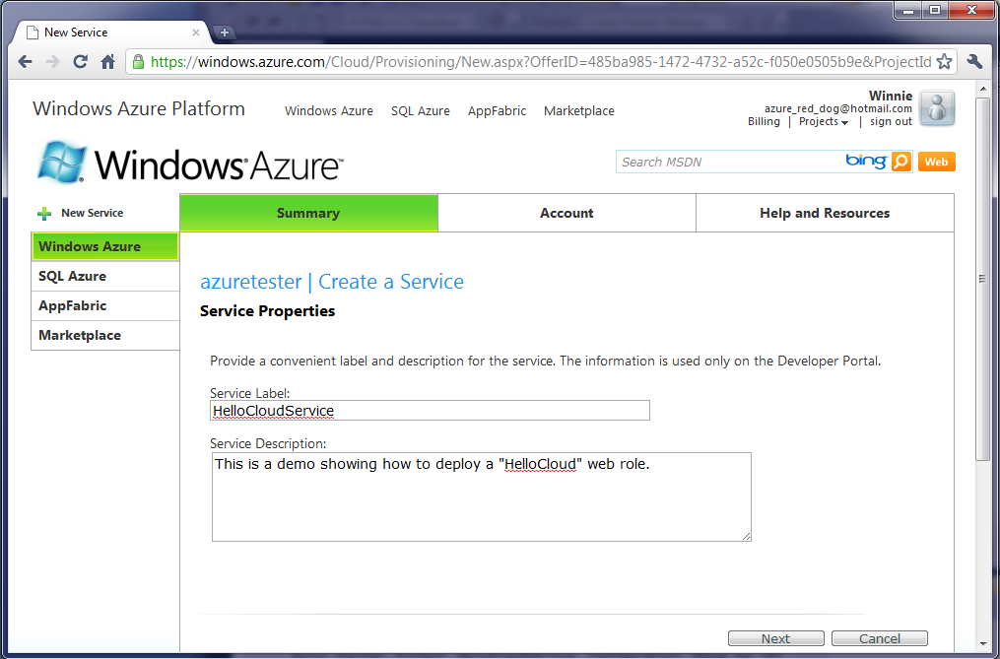 New Service
https://windows.azure.com/Cloud/Provisioning/New.aspx?OfferID=485ba985-1472-4732-a52c-f050e0505b9e&ProjectId
Windows Azure Platform Windows Azure SQL Azure AppFabric Marketplace
Winnie
azure_red_dog@hotmail.com
Billing | Projects | sign out
Windows Azure™
Search MSDN bing Web
New Service Summary Account Help and Resources
Windows Azure
SQL Azure
AppFabric
Marketplace
azuretester | Create a Service
Service Properties
Provide a convenient label and description for the service. The information is used only on the Developer Portal.
Service Label:
HelloCloudService
Service Description:
This is a demo showing how to deploy a "HelloCloud" web role.
Next Cancel